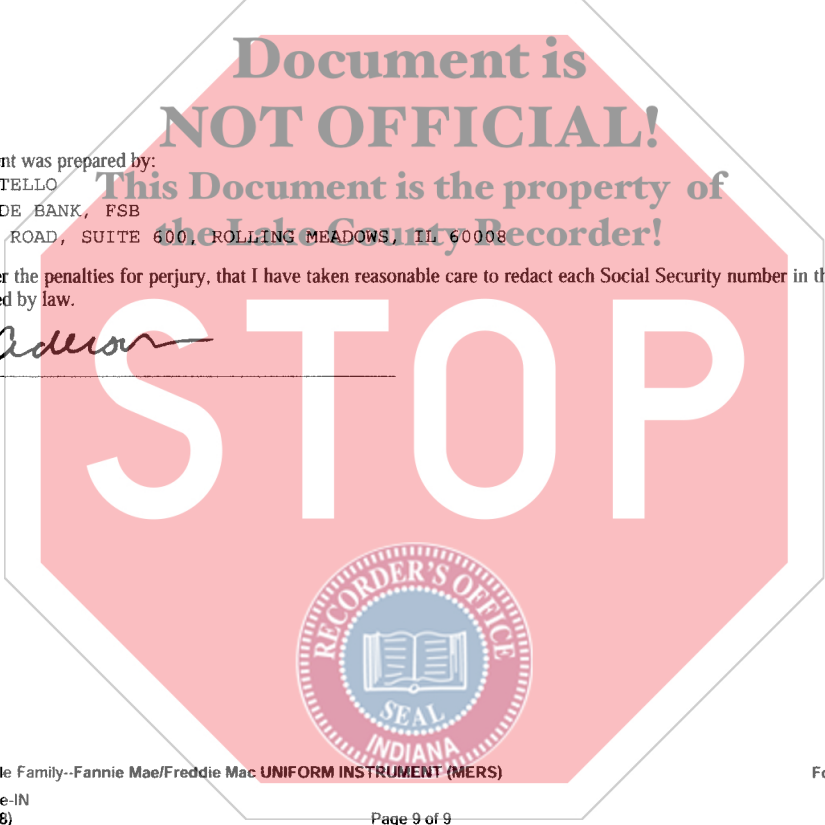 Document is
NOT OFFICIAL!
nt was prepared by:
TELLO
This Document is the property of
DE BANK, FSB
the Lake County Recorder!
ROAD, SUITE 600, ROLLING MEADOWS, IL 60008
r the penalties for perjury, that I have taken reasonable care to redact each Social Security number in th
ed by law.
STOP
RECORDER'S OFFICE
SEAL
INDIANA
le Family--Fannie Mae/Freddie Mac UNIFORM INSTRUMENT (MERS) Fo
e-IN
8) Page 9 of 9